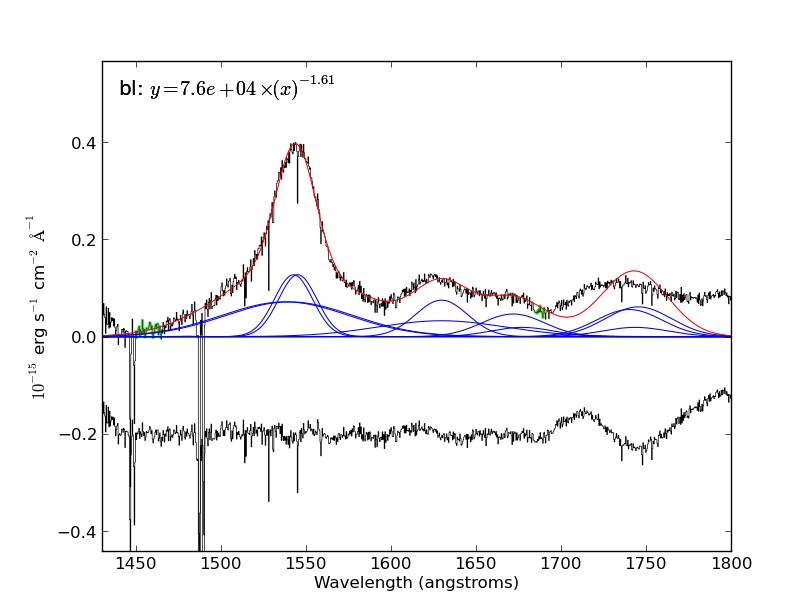 bl: y=7.6e+04×(x)^−1.61
0.4
0.2
0.0
−0.2
−0.4
10^−15 erg s^−1 cm^−2 Å^−1
1450 1500 1550 1600 1650 1700 1750 1800
Wavelength (angstroms)